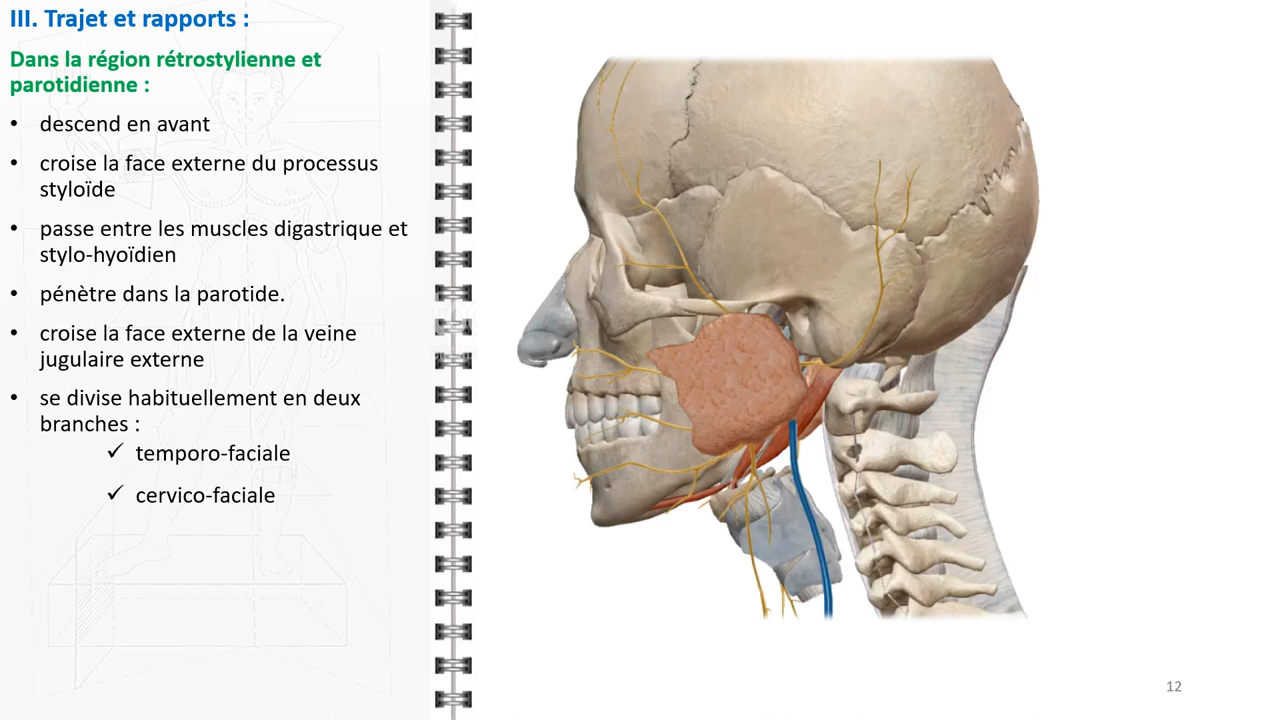 III. Trajet et rapports :
Dans la région rétrostylienne et
parotidienne :
• descend en avant
• croise la face externe du processus
styloïde
• passe entre les muscles digastrique et
stylo-hyoïdien
• pénètre dans la parotide.
• croise la face externe de la veine
jugulaire externe
• se divise habituellement en deux
branches :
✓ temporo-faciale
✓ cervico-faciale
12